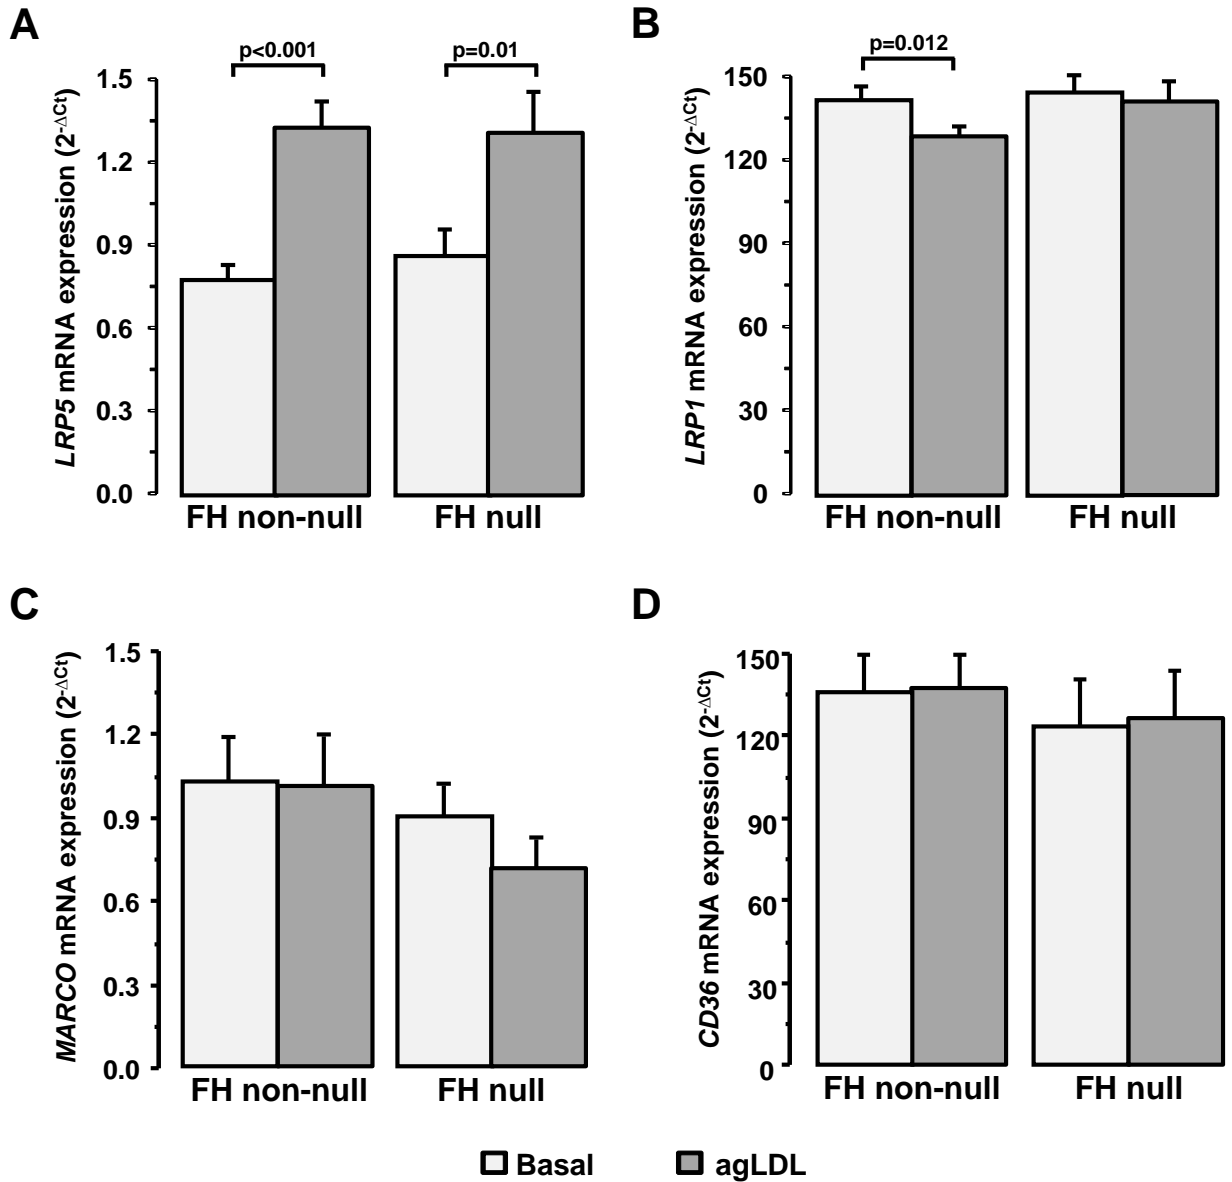 A
p<0.001
p=0.01
LRP5 mRNA expression (2-ΔCt)
1.5
1.2
0.9
0.6
0.3
0.0
FH non-null
FH null
B
p=0.012
LRP1 mRNA expression (2-ΔCt)
150
120
90
60
30
0
FH non-null
FH null
C
MARCO mRNA expression (2-ΔCt)
1.5
1.2
0.9
0.6
0.3
0.0
FH non-null
FH null
D
CD36 mRNA expression (2-ΔCt)
150
120
90
60
30
0
FH non-null
FH null
Basal
agLDL